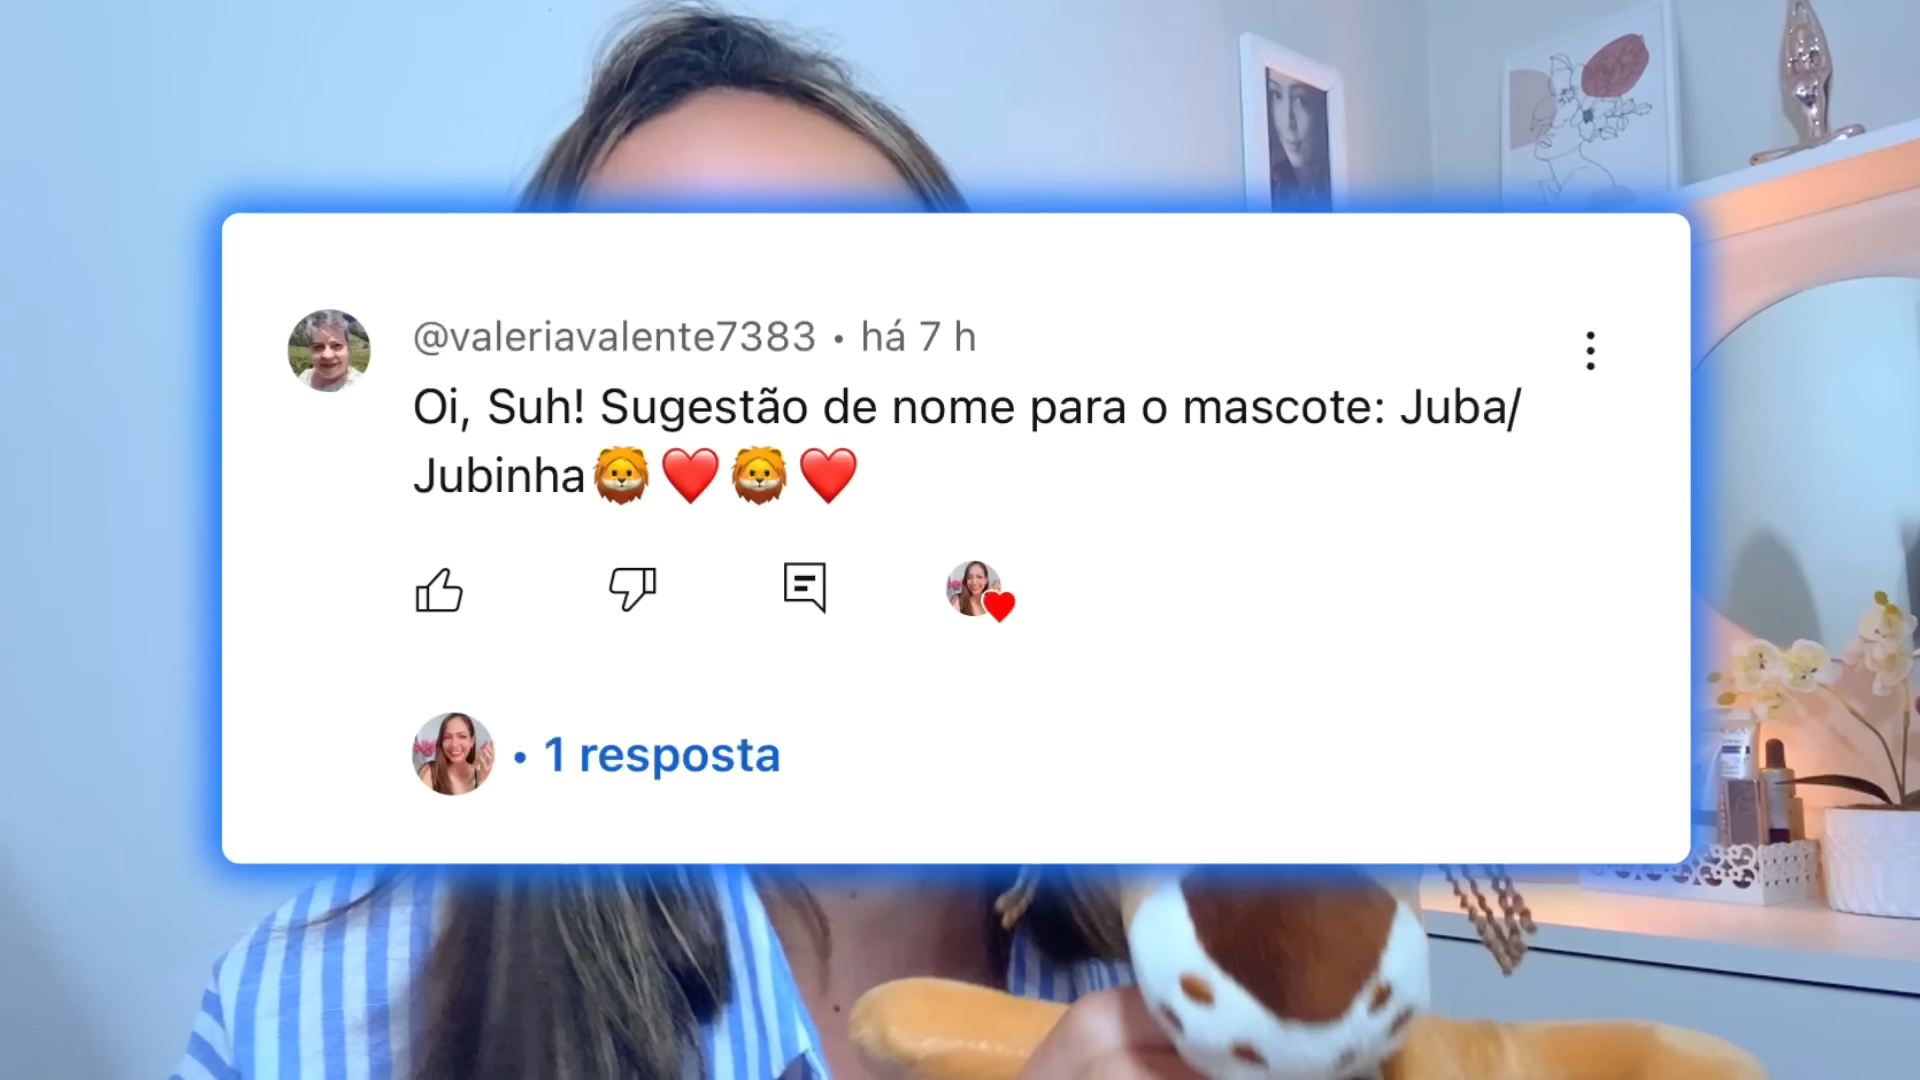 @valeriavalente7383 • há 7 h
Oi, Suh! Sugestão de nome para o mascote: Juba/
Jubinha🦁❤️🦁❤️
• 1 resposta